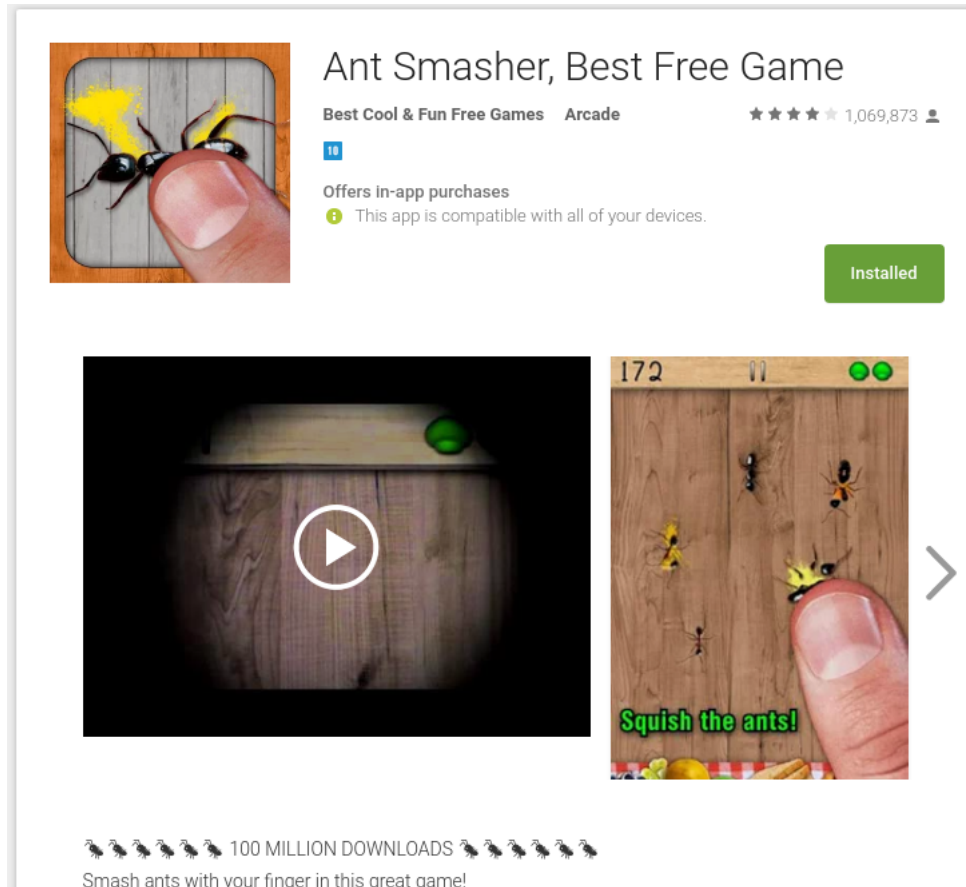 Ant Smasher, Best Free Game
Best Cool & Fun Free Games Arcade 1,069,873
10
Offers in-app purchases
This app is compatible with all of your devices.
Installed
172
Squish the ants!
100 MILLION DOWNLOADS
Smash ants with your finger in this great game!